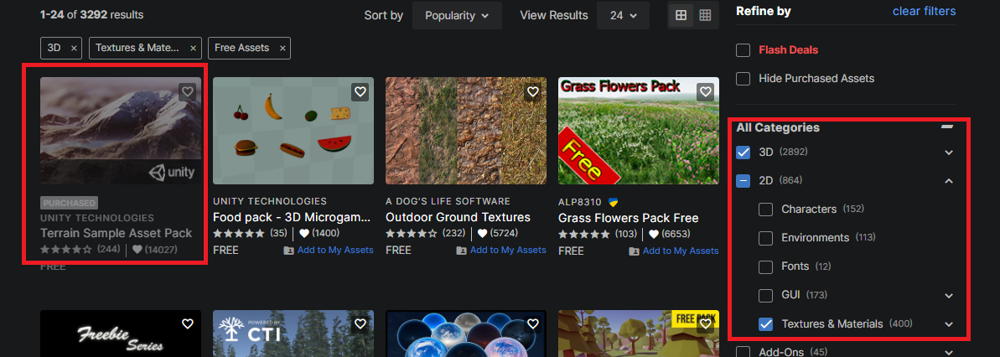 1-24 of 3292 results
Sort by
Popularity
View Results
24
3D ×
Textures & Mate... ×
Free Assets ×
unity
PURCHASED
UNITY TECHNOLOGIES
Terrain Sample Asset Pack
(244)
(14027)
FREE
UNITY TECHNOLOGIES
Food pack - 3D Microgam...
(35)
(1400)
FREE
Add to My Assets
A DOG'S LIFE SOFTWARE
Outdoor Ground Textures
(232)
(5724)
FREE
Add to My Assets
Grass Flowers Pack
Free
ALP8310
Grass Flowers Pack Free
(103)
(6653)
FREE
Add to My Assets
Freebie
Series
POWERED BY
CTI
FREE PACK
Refine by
clear filters
Flash Deals
Hide Purchased Assets
All Categories
3D (2892)
2D (864)
Characters (152)
Environments (113)
Fonts (12)
GUI (173)
Textures & Materials (400)
Add-Ons (45)